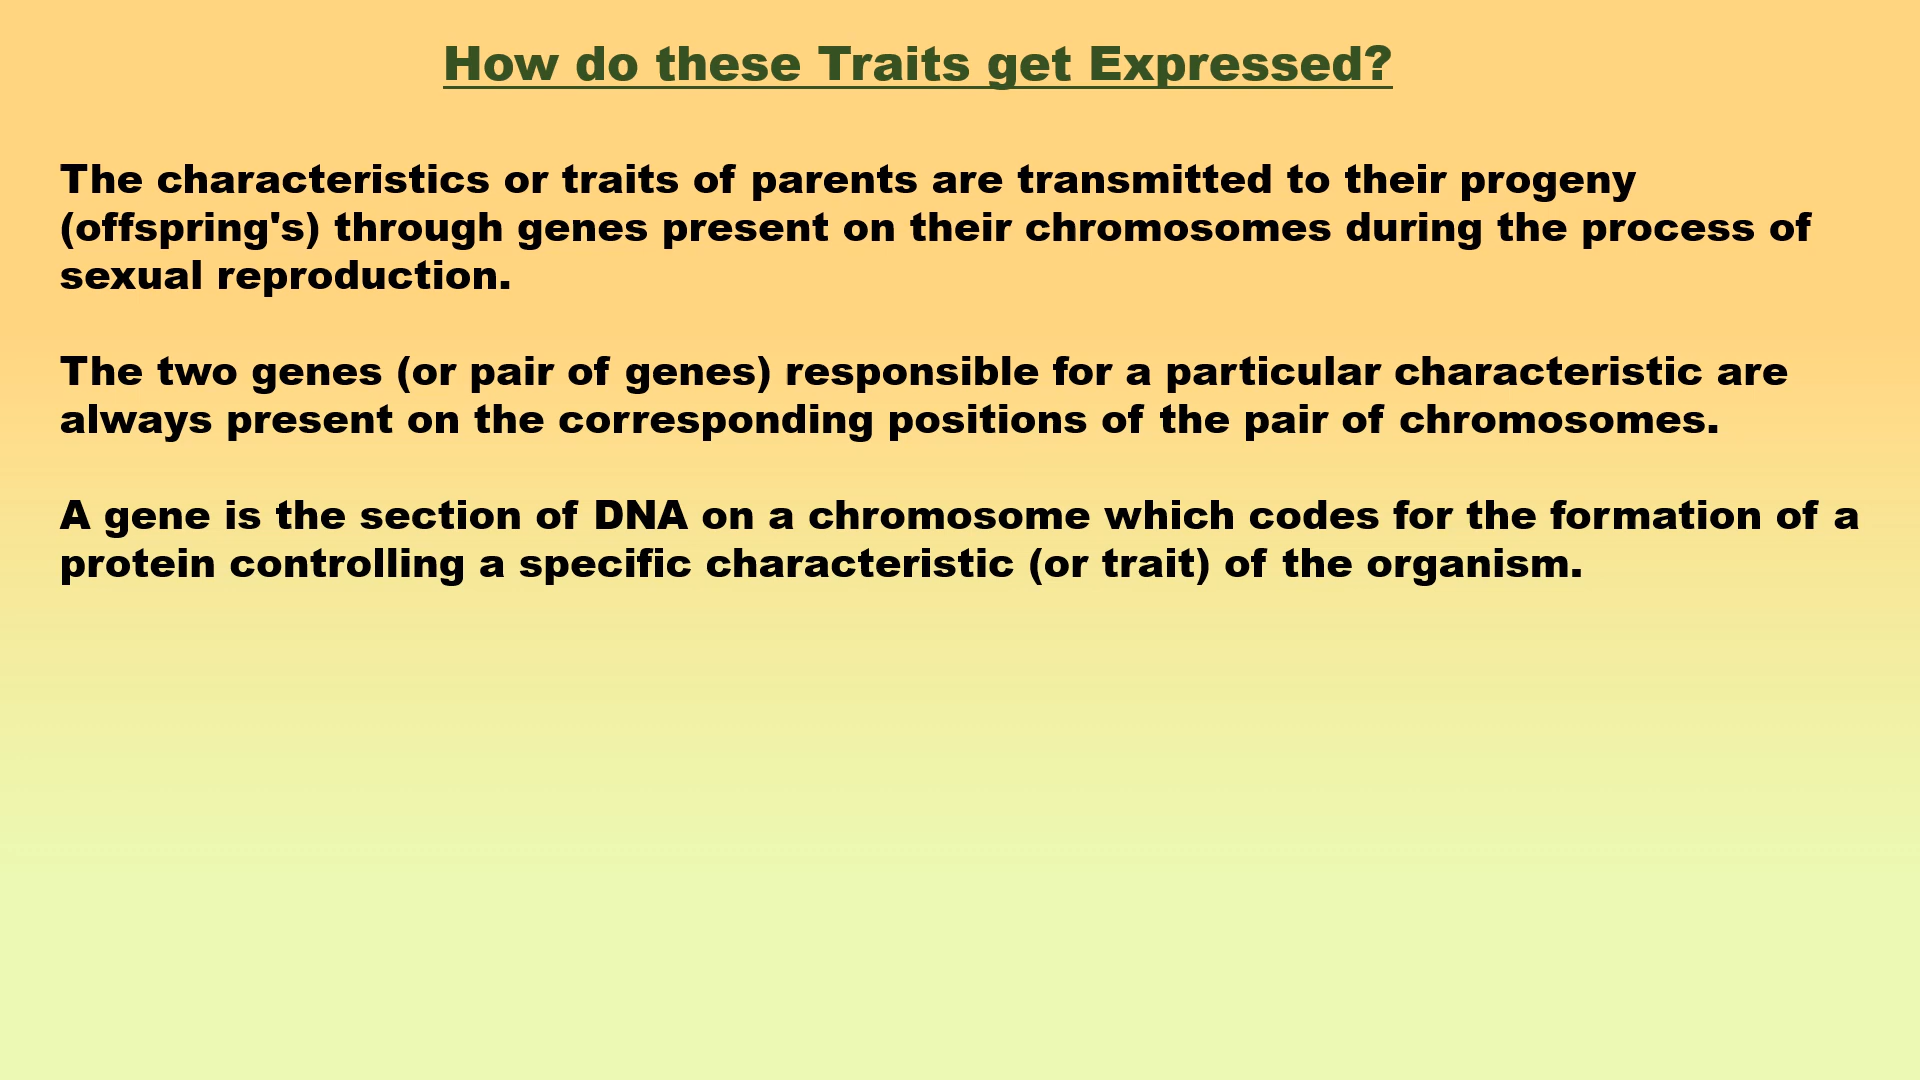 How do these Traits get Expressed?
The characteristics or traits of parents are transmitted to their progeny
(offspring's) through genes present on their chromosomes during the process of
sexual reproduction.
The two genes (or pair of genes) responsible for a particular characteristic are
always present on the corresponding positions of the pair of chromosomes.
A gene is the section of DNA on a chromosome which codes for the formation of a
protein controlling a specific characteristic (or trait) of the organism.